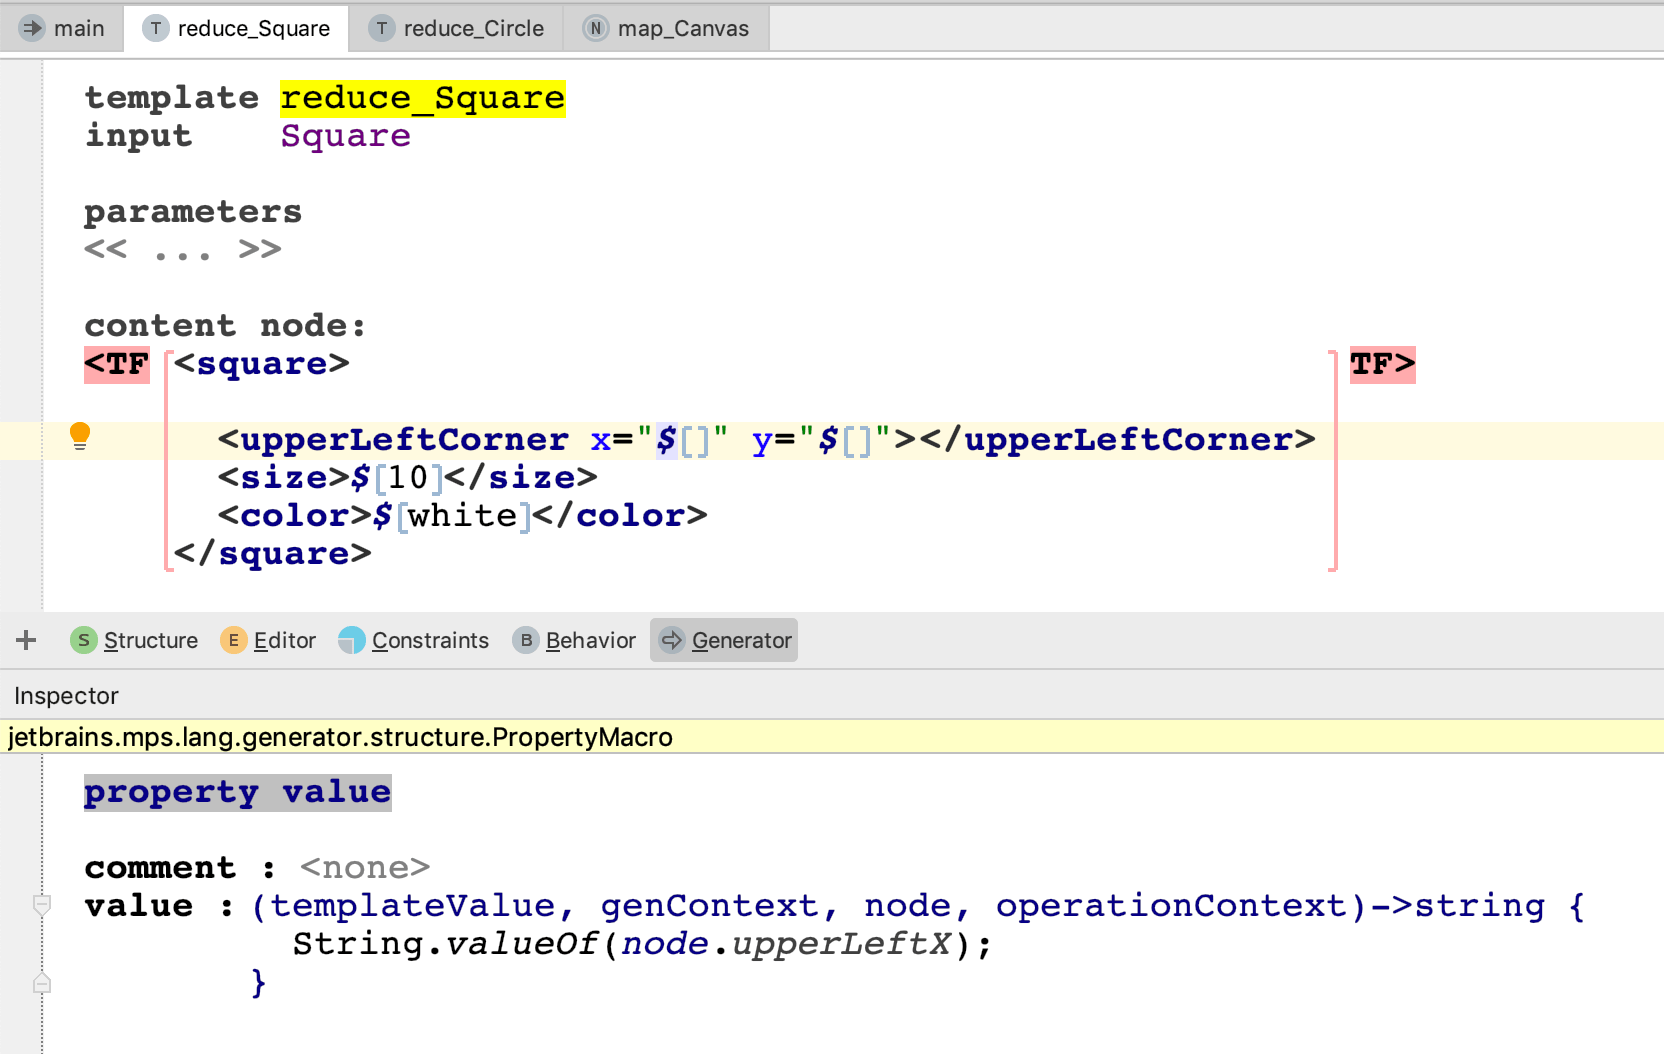 main reduce_Square reduce_Circle map_Canvas
template reduce_Square
input Square
parameters
<< ... >>
content node:
<TF <square> TF>
<upperLeftCorner x="$[]" y="$[]"></upperLeftCorner>
<size>$[10]</size>
<color>$[white]</color>
</square>
+ S Structure E Editor Constraints B Behavior Generator
Inspector
jetbrains.mps.lang.generator.structure.PropertyMacro
property value
comment : <none>
value : (templateValue, genContext, node, operationContext)->string {
String.valueOf(node.upperLeftX);
}